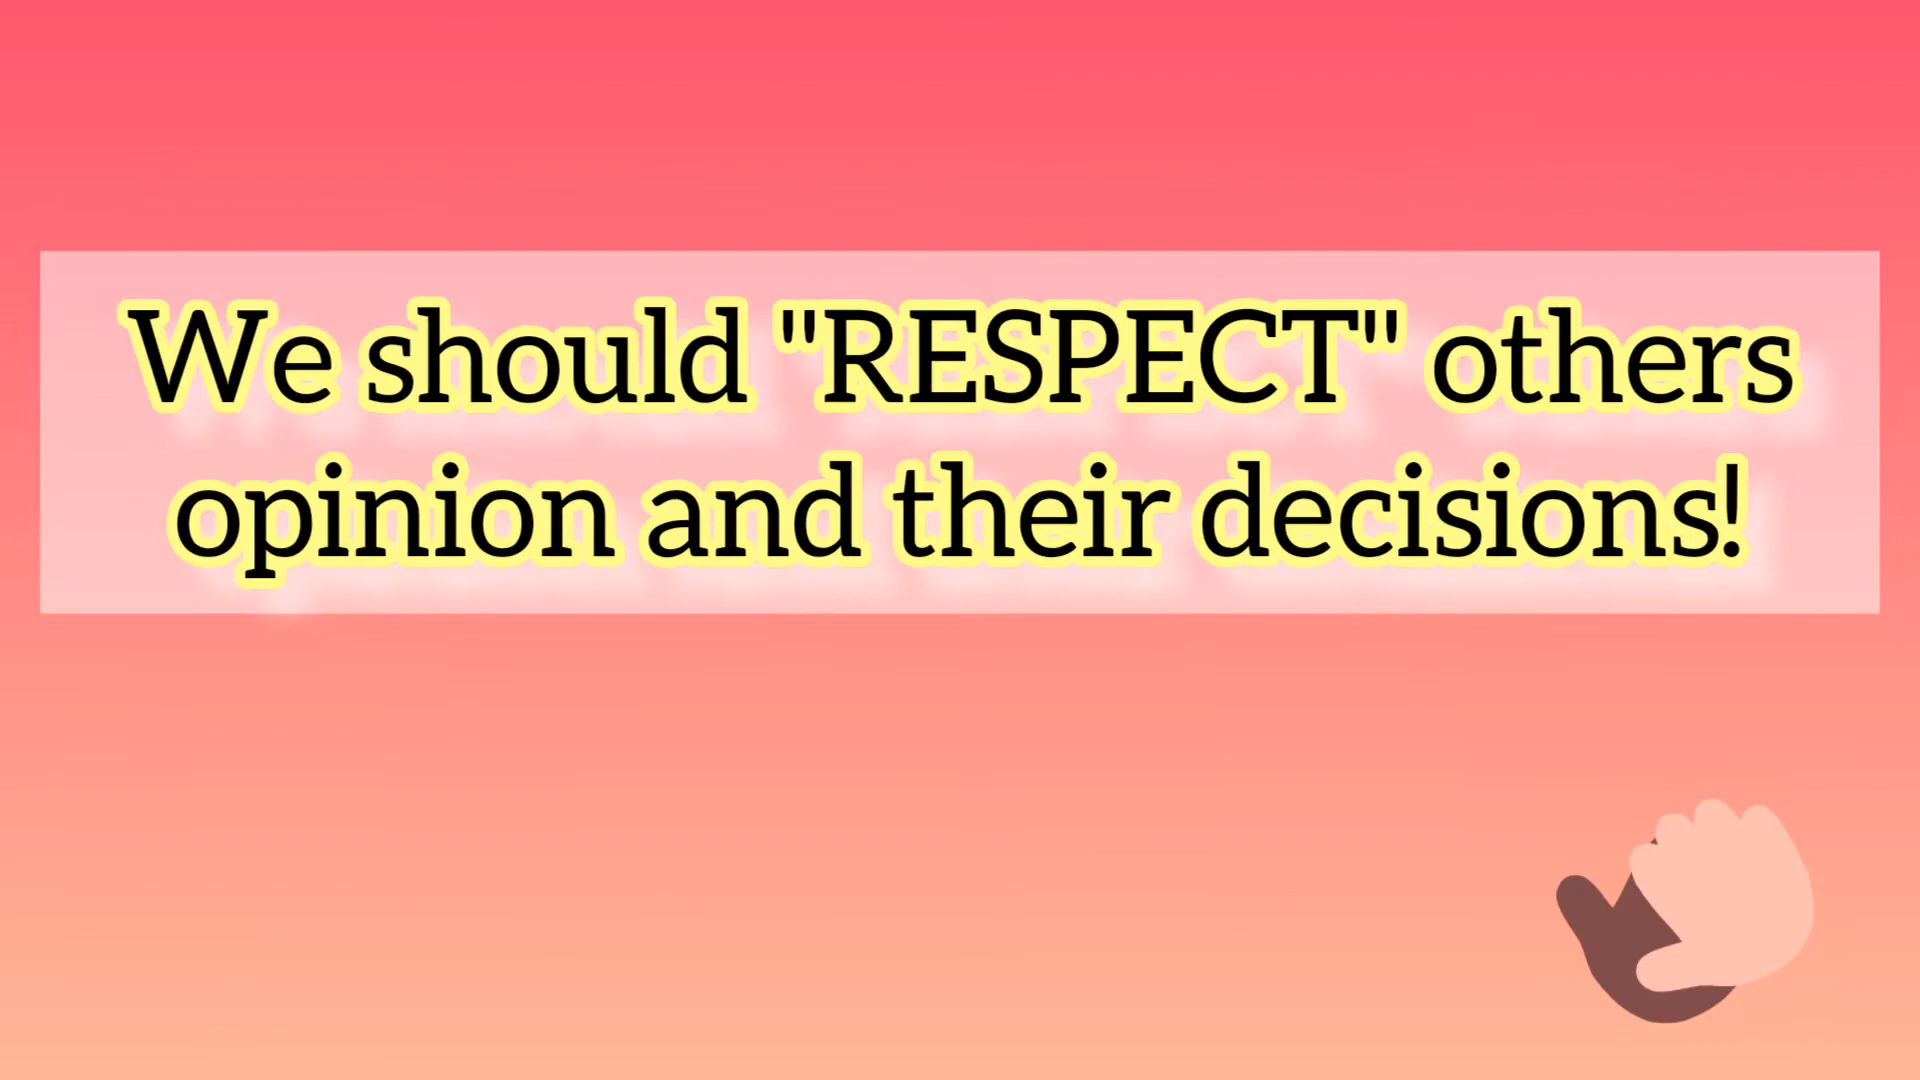 We should "RESPECT" others
opinion and their decisions!